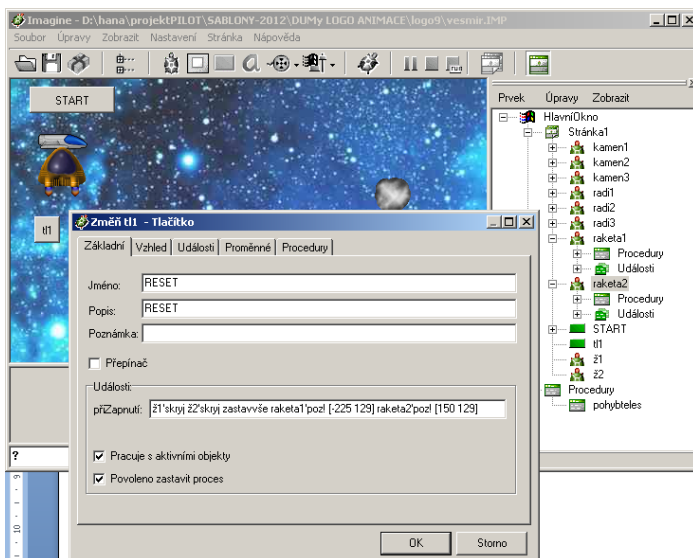 Imagine - D:\hana\projektPILOT\SABLONY-2012\DUMy LOGO ANIMACE\logo9\vesmir.IMP
Soubor Úpravy Zobrazit Nastavení Stránka Nápověda
START
tl1
Prvek Úpravy Zobrazit
HlavníOkno
Stránka1
kamen1
kamen2
kamen3
radi1
radi2
radi3
raketa1
Procedury
Události
raketa2
Procedury
Události
START
tl1
ž1
ž2
Procedury
pohybteles
Změň tl1 - Tlačítko
Základní Vzhled Události Proměnné Procedury
Jméno: RESET
Popis: RESET
Poznámka:
Přepínač
Události:
přiZapnutí: ž1'skryj ž2'skryj zastavvše raketa1'poz! [-225 129] raketa2'poz! [150 129]
Pracuje s aktivními objekty
Povoleno zastavit proces
OK Storno
?
9
10